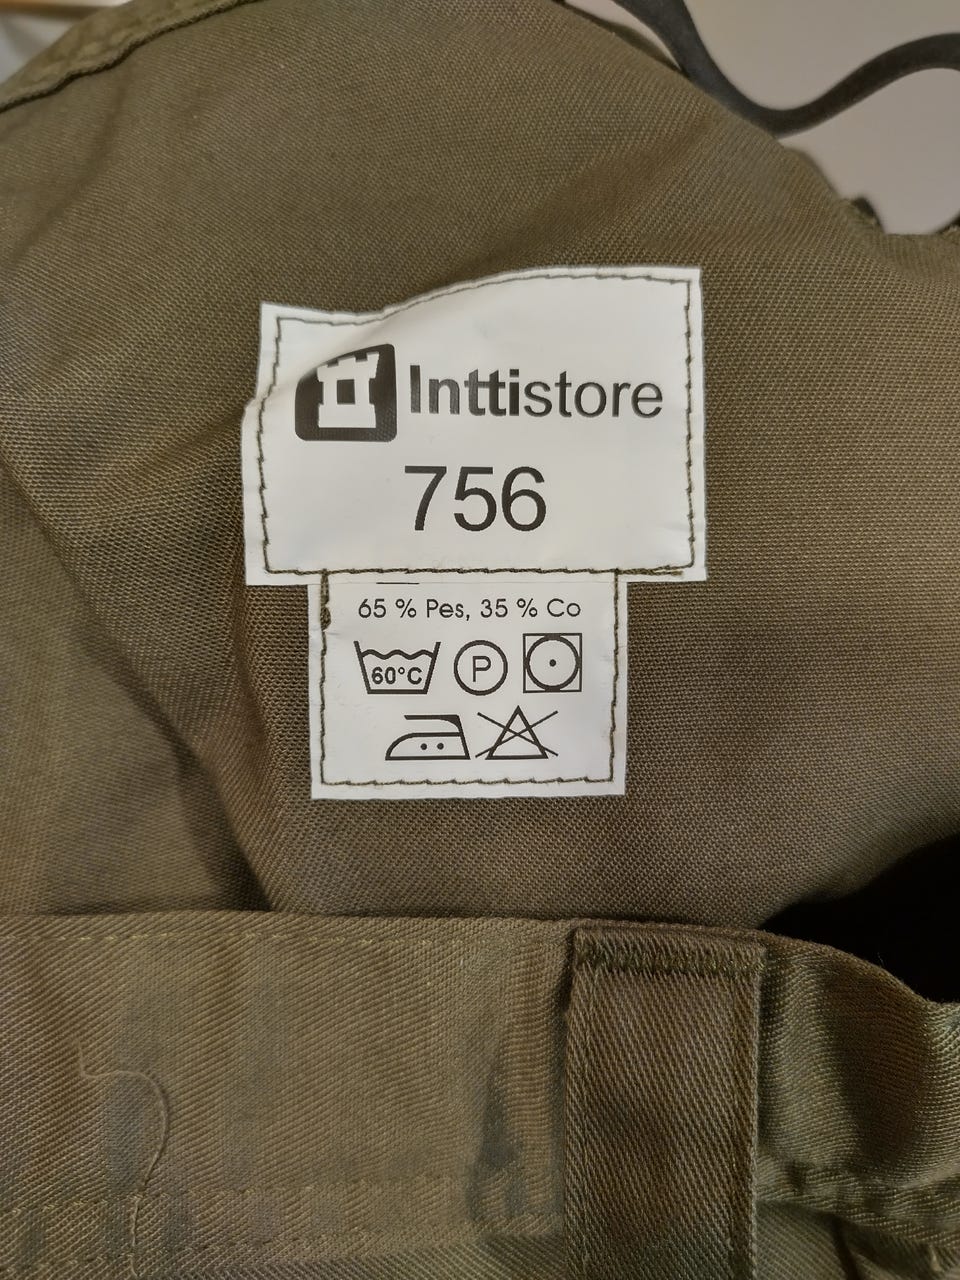 Inttistore
756
65 % Pes, 35 % Co
60°C P